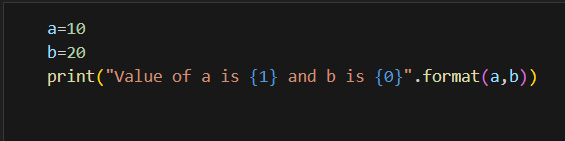 a=10
b=20
print("Value of a is {1} and b is {0}".format(a,b))